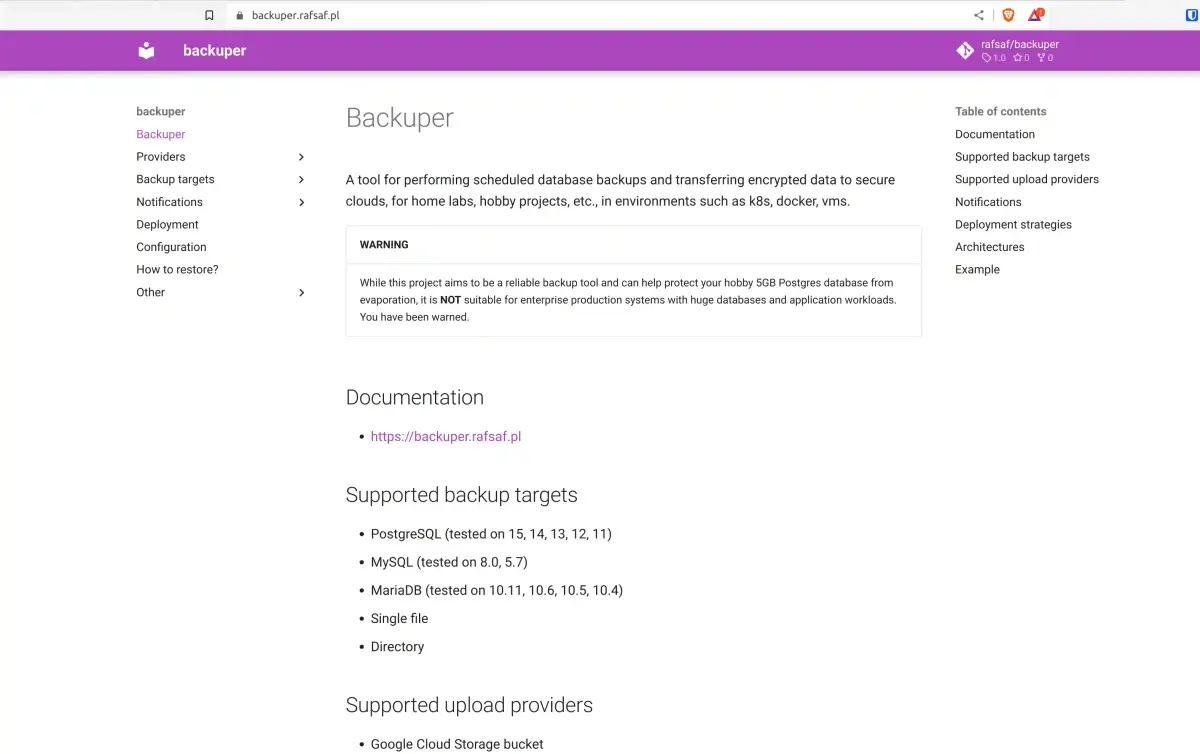 backuper.rafsaf.pl
backuper
rafsaf/backuper
1.0 0 0
backuper
Backuper
Providers
Backup targets
Notifications
Deployment
Configuration
How to restore?
Other
Backuper
A tool for performing scheduled database backups and transferring encrypted data to secure
clouds, for home labs, hobby projects, etc., in environments such as k8s, docker, vms.
WARNING
While this project aims to be a reliable backup tool and can help protect your hobby 5GB Postgres database from
evaporation, it is NOT suitable for enterprise production systems with huge databases and application workloads.
You have been warned.
Documentation
https://backuper.rafsaf.pl
Supported backup targets
PostgreSQL (tested on 15, 14, 13, 12, 11)
MySQL (tested on 8.0, 5.7)
MariaDB (tested on 10.11, 10.6, 10.5, 10.4)
Single file
Directory
Supported upload providers
Google Cloud Storage bucket
Table of contents
Documentation
Supported backup targets
Supported upload providers
Notifications
Deployment strategies
Architectures
Example